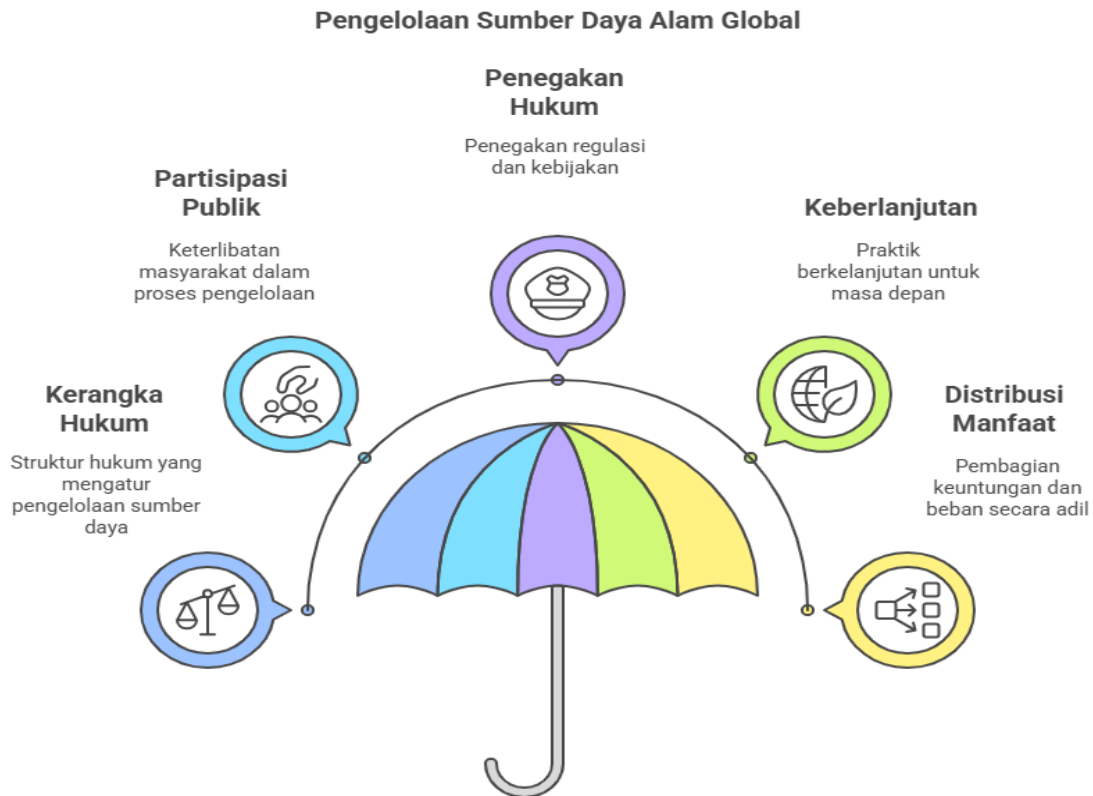 Pengelolaan Sumber Daya Alam Global
Penegakan
Hukum
Penegakan regulasi
dan kebijakan
Partisipasi
Publik
Keterlibatan
masyarakat dalam
proses pengelolaan
Keberlanjutan
Praktik
berkelanjutan untuk
masa depan
Kerangka
Hukum
Struktur hukum yang
mengatur
pengelolaan sumber
daya
Distribusi
Manfaat
Pembagian
keuntungan dan
beban secara adil